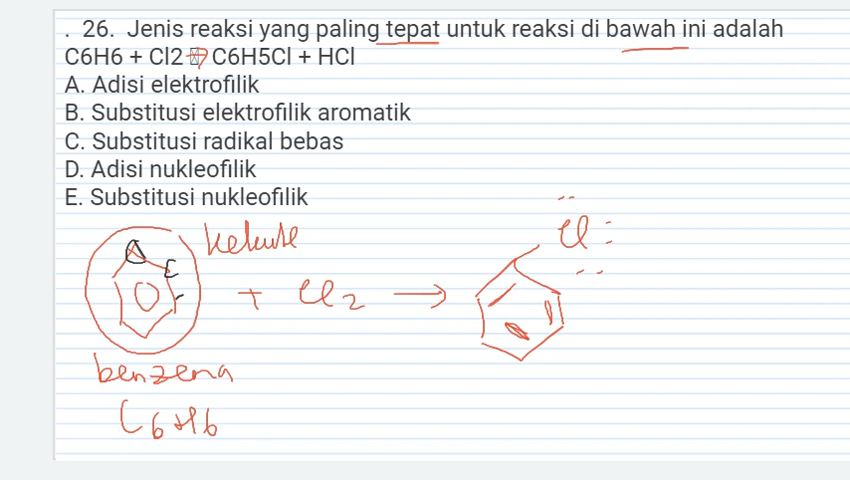 . 26. Jenis reaksi yang paling tepat untuk reaksi di bawah ini adalah
C6H6 + Cl2 → C6H5Cl + HCl
A. Adisi elektrofilik
B. Substitusi elektrofilik aromatik
C. Substitusi radikal bebas
D. Adisi nukleofilik
E. Substitusi nukleofilik
Kekule
Cl
+ Cl2 →
benzena
C6H6